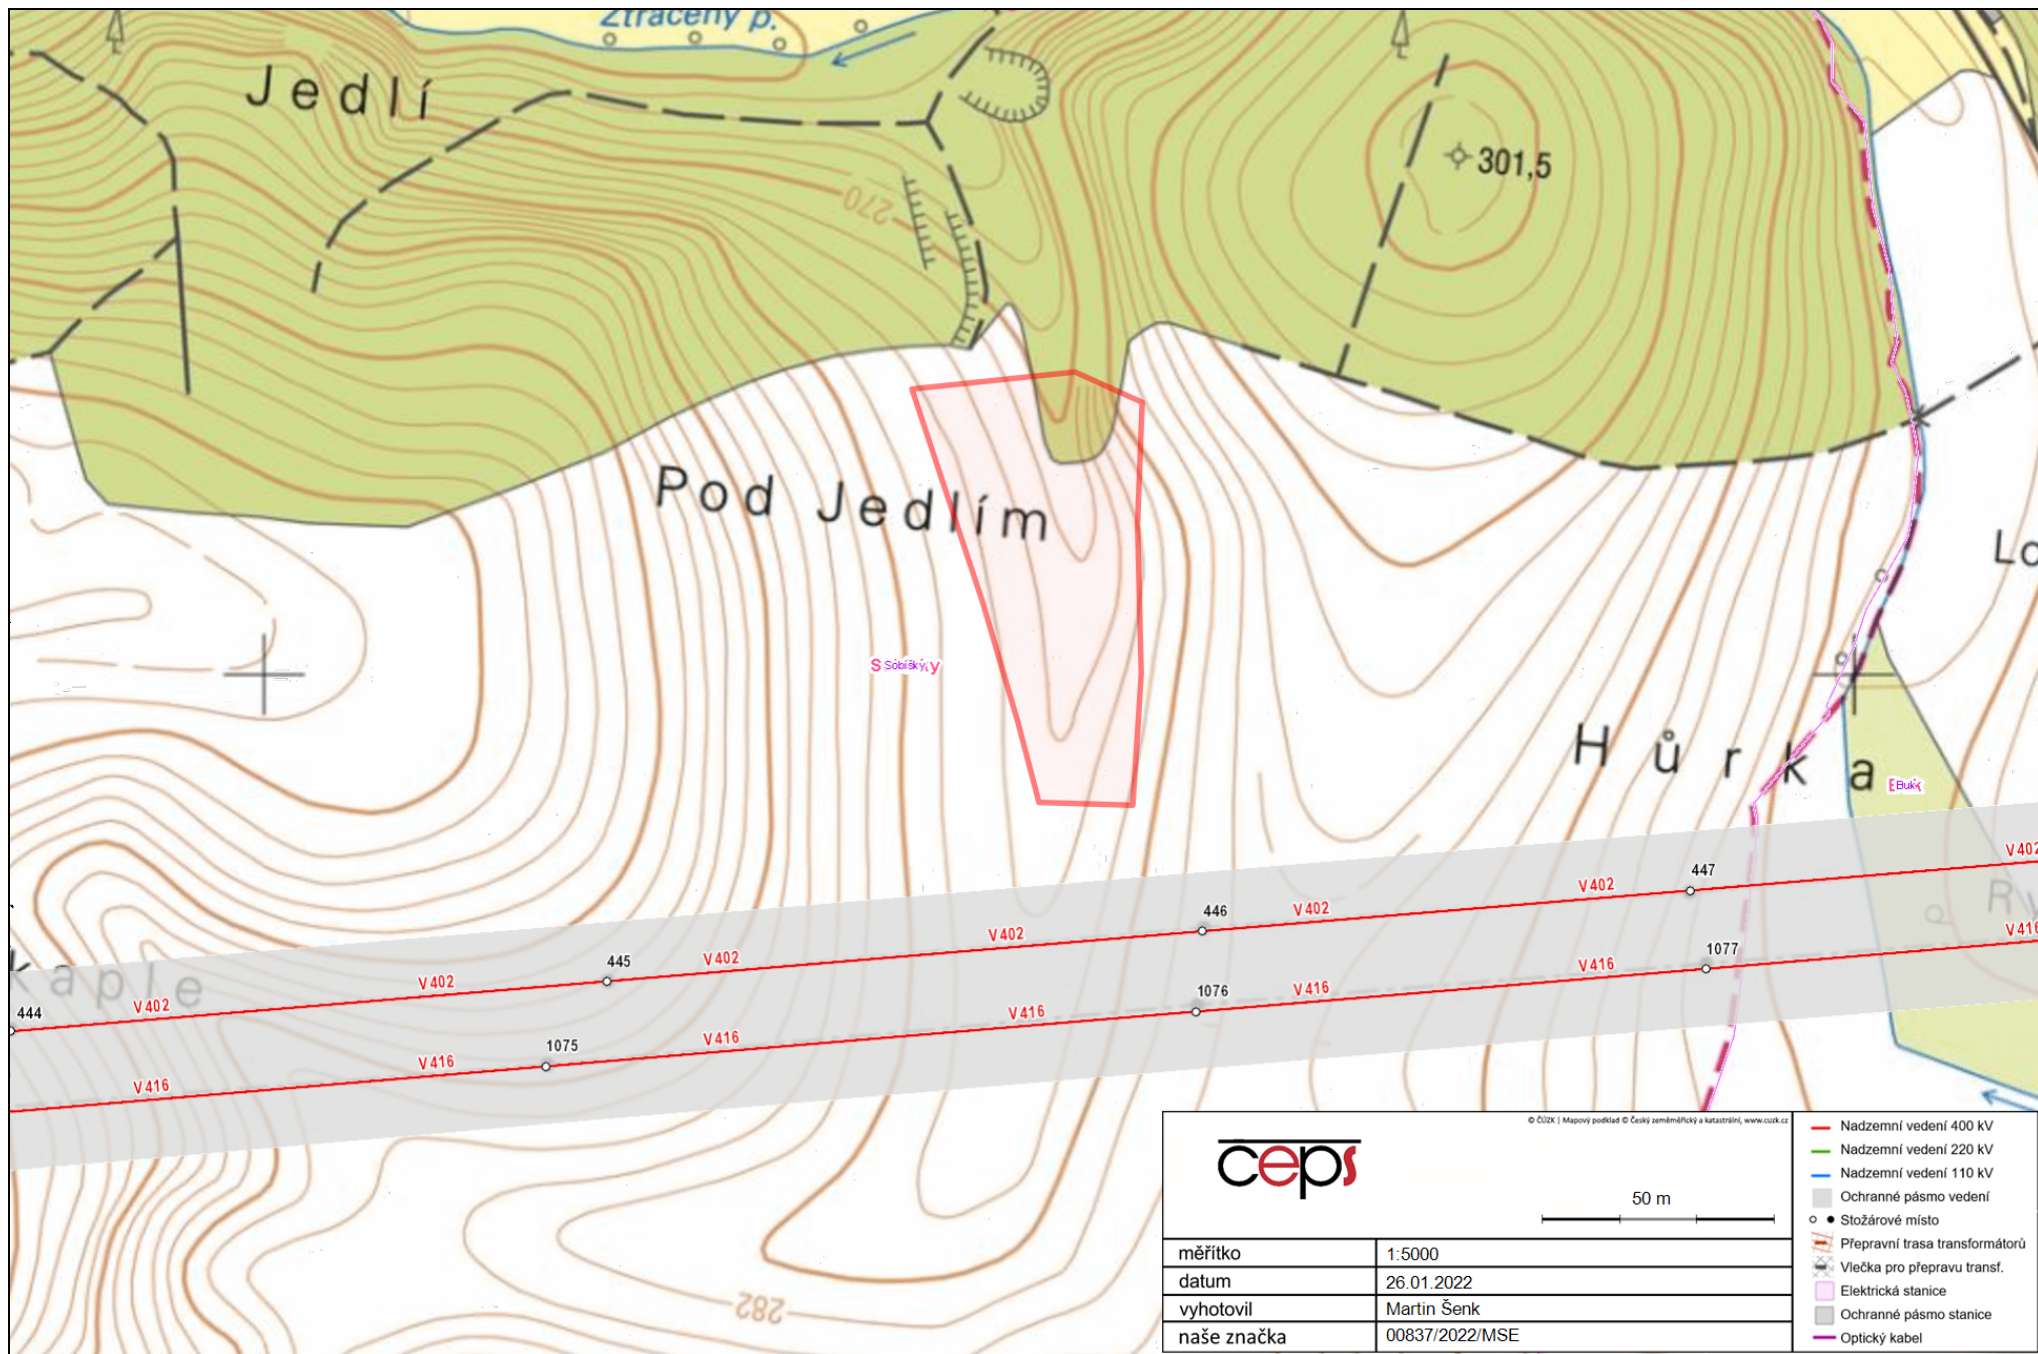 Ztracený p.
Jedlí
301,5
270
Pod Jedlím
Sobíšky
Hůrka
Buk
V402
447
V402
446
V402
V416
V402
1077
445
V402
V416
1076
V416
kaple
V402
V402
444
V416
V416
1075
V416
V416
282
© ČÚZK | Mapový podklad © Český zeměměřický a katastrální, www.cuzk.cz
ceps
50 m
měřítko 1:5000
datum 26.01.2022
vyhotovil Martin Šenk
naše značka 00837/2022/MSE
Nadzemní vedení 400 kV
Nadzemní vedení 220 kV
Nadzemní vedení 110 kV
Ochranné pásmo vedení
Stožárové místo
Přepravní trasa transformátorů
Vlečka pro přepravu transf.
Elektrická stanice
Ochranné pásmo stanice
Optický kabel